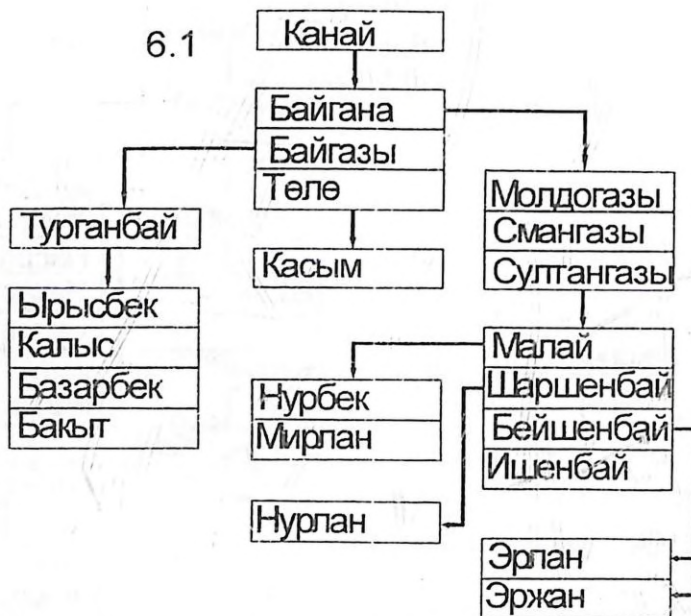 6.1
Канай
Байгана
Байгазы
Төлө
Турганбай
Касым
Молдогазы
Смангазы
Султангазы
Ырысбек
Калыс
Базарбек
Бакыт
Малай
Шаршенбай
Бейшенбай
Ишенбай
Нурбек
Мирлан
Нурлан
Эрлан
Эржан